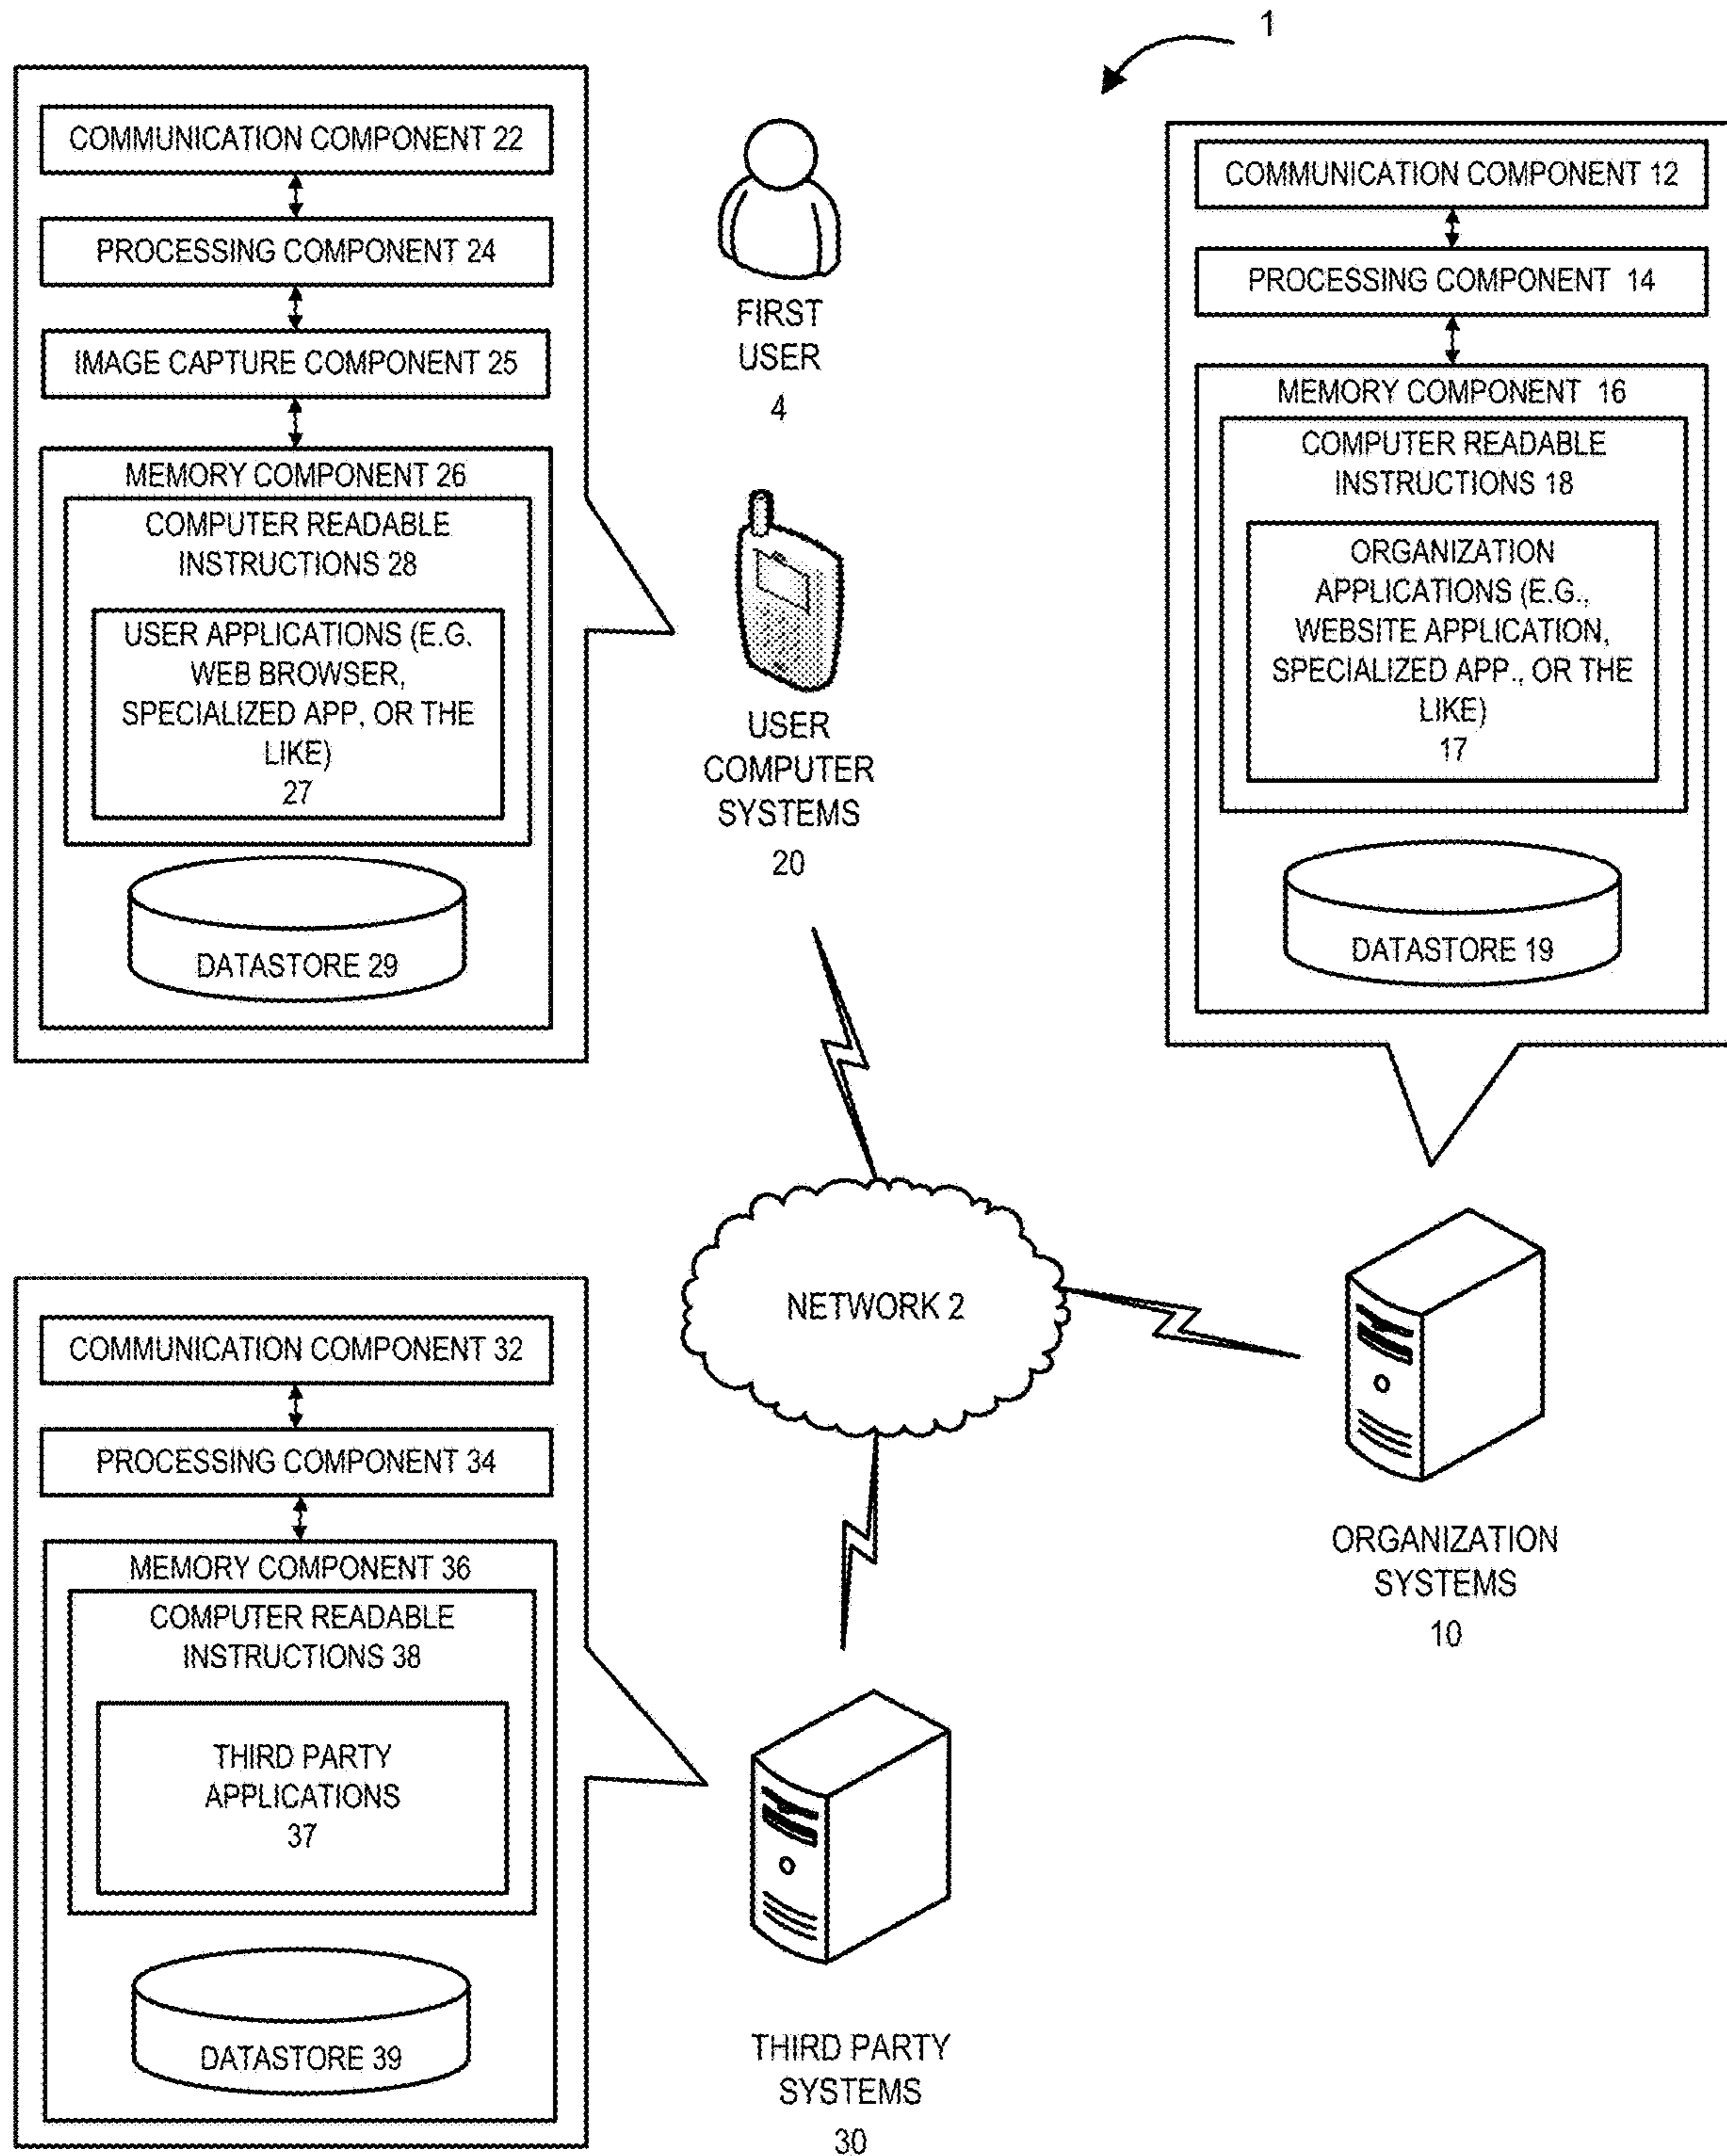 1
COMMUNICATION COMPONENT 22
PROCESSING COMPONENT 24
IMAGE CAPTURE COMPONENT 25
MEMORY COMPONENT 26
COMPUTER READABLE
INSTRUCTIONS 28
USER APPLICATIONS (E.G.
WEB BROWSER,
SPECIALIZED APP, OR THE
LIKE)
27
DATASTORE 29
FIRST
USER
4
USER
COMPUTER
SYSTEMS
20
COMMUNICATION COMPONENT 12
PROCESSING COMPONENT 14
MEMORY COMPONENT 16
COMPUTER READABLE
INSTRUCTIONS 18
ORGANIZATION
APPLICATIONS (E.G.,
WEBSITE APPLICATION,
SPECIALIZED APP., OR THE
LIKE)
17
DATASTORE 19
NETWORK 2
ORGANIZATION
SYSTEMS
10
COMMUNICATION COMPONENT 32
PROCESSING COMPONENT 34
MEMORY COMPONENT 36
COMPUTER READABLE
INSTRUCTIONS 38
THIRD PARTY
APPLICATIONS
37
DATASTORE 39
THIRD PARTY
SYSTEMS
30